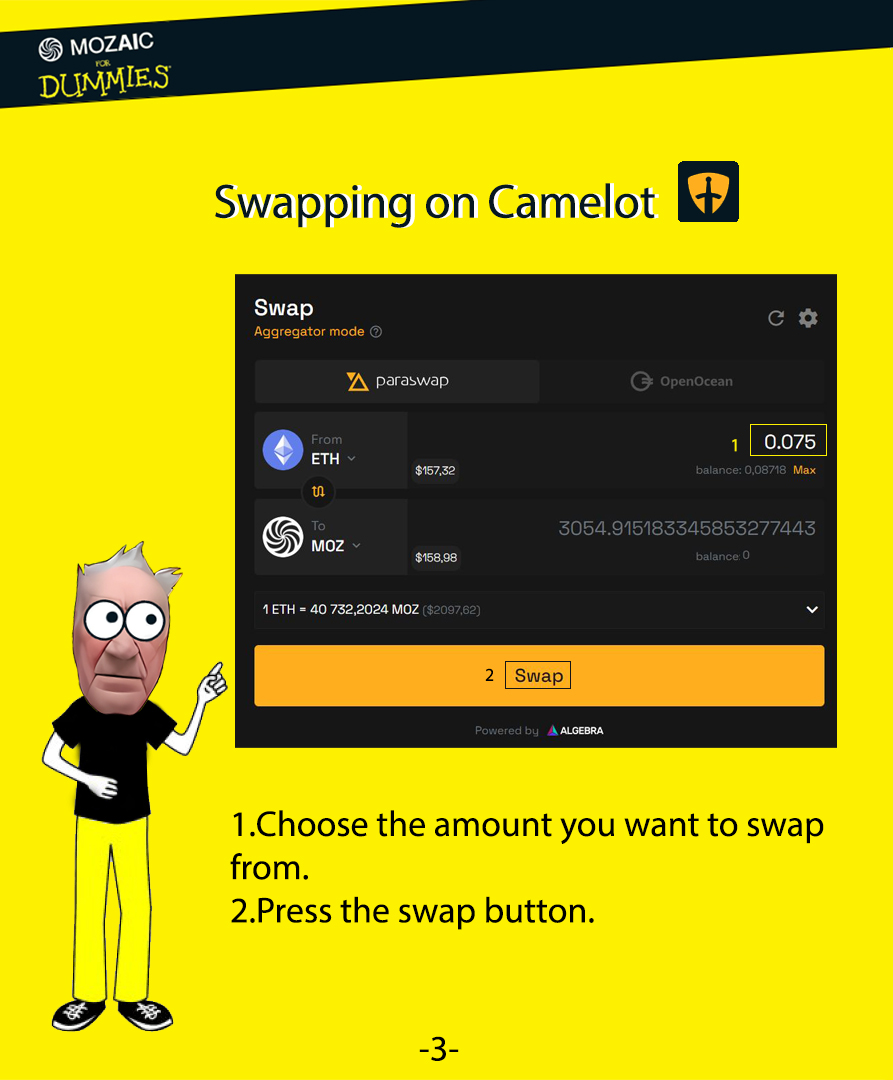 MOZAIC
FOR
DUMMIES
Swapping on Camelot
Swap
Aggregator mode ?
paraswap
OpenOcean
From
ETH
$157,32
1
0.075
balance: 0,08718 Max
To
MOZ
$158,98
3054.915183345853277443
balance: 0
1 ETH = 40 732,2024 MOZ ($2097,62)
2 Swap
Powered by ALGEBRA
1.Choose the amount you want to swap
from.
2.Press the swap button.
-3-